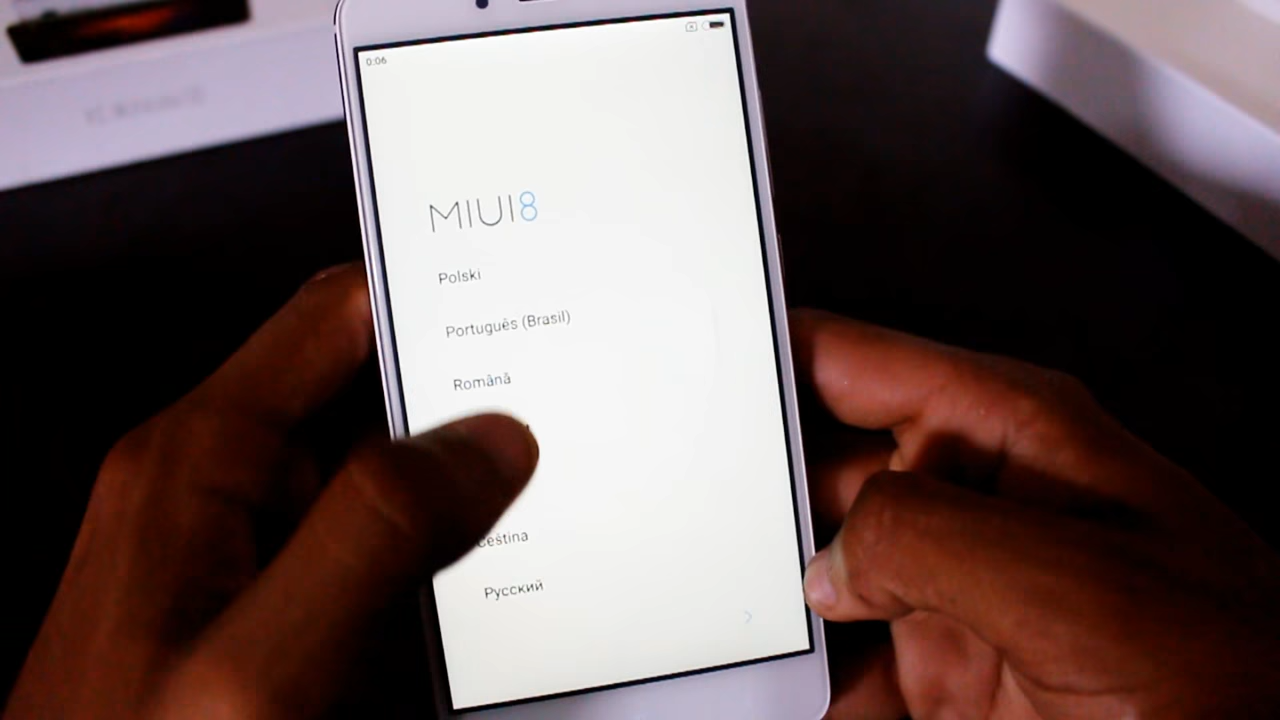 0:06
MIUI8
Polski
Português (Brasil)
Română
Čeština
Русский